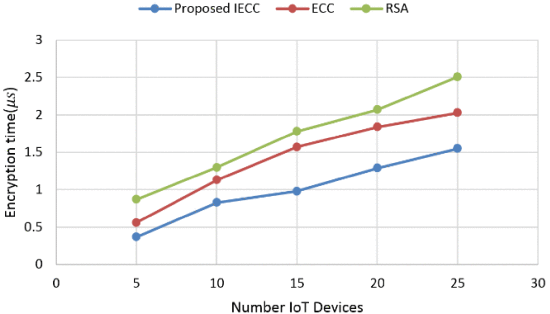 Proposed IECC ECC RSA
3
2.5
2
1.5
1
0.5
0
0 5 10 15 20 25 30
Encryption time(μs)
Number IoT Devices